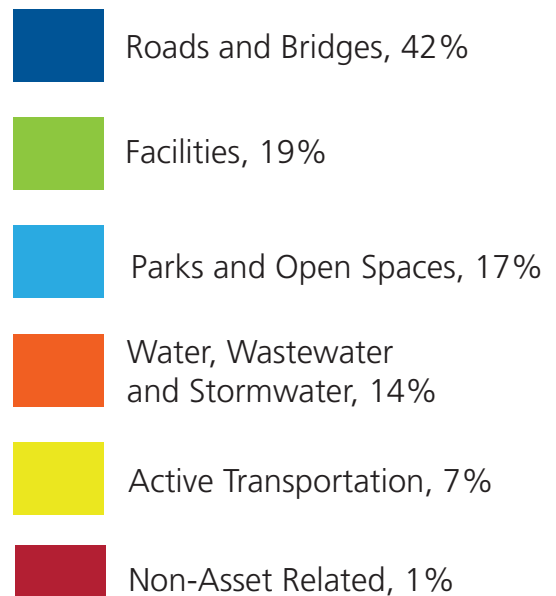 Roads and Bridges, 42%
Facilities, 19%
Parks and Open Spaces, 17%
Water, Wastewater
and Stormwater, 14%
Active Transportation, 7%
Non-Asset Related, 1%